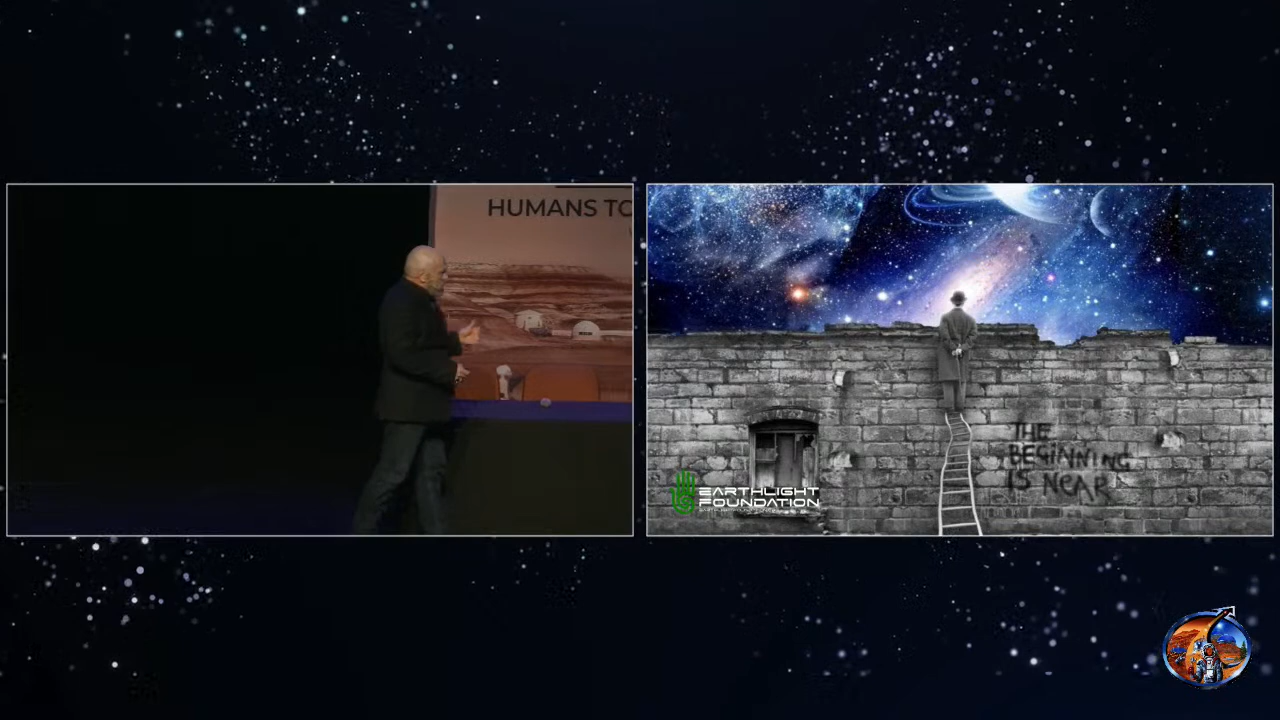 HUMANS TO
THE
BEGINNING
IS NEAR
EARTHLIGHT
FOUNDATION